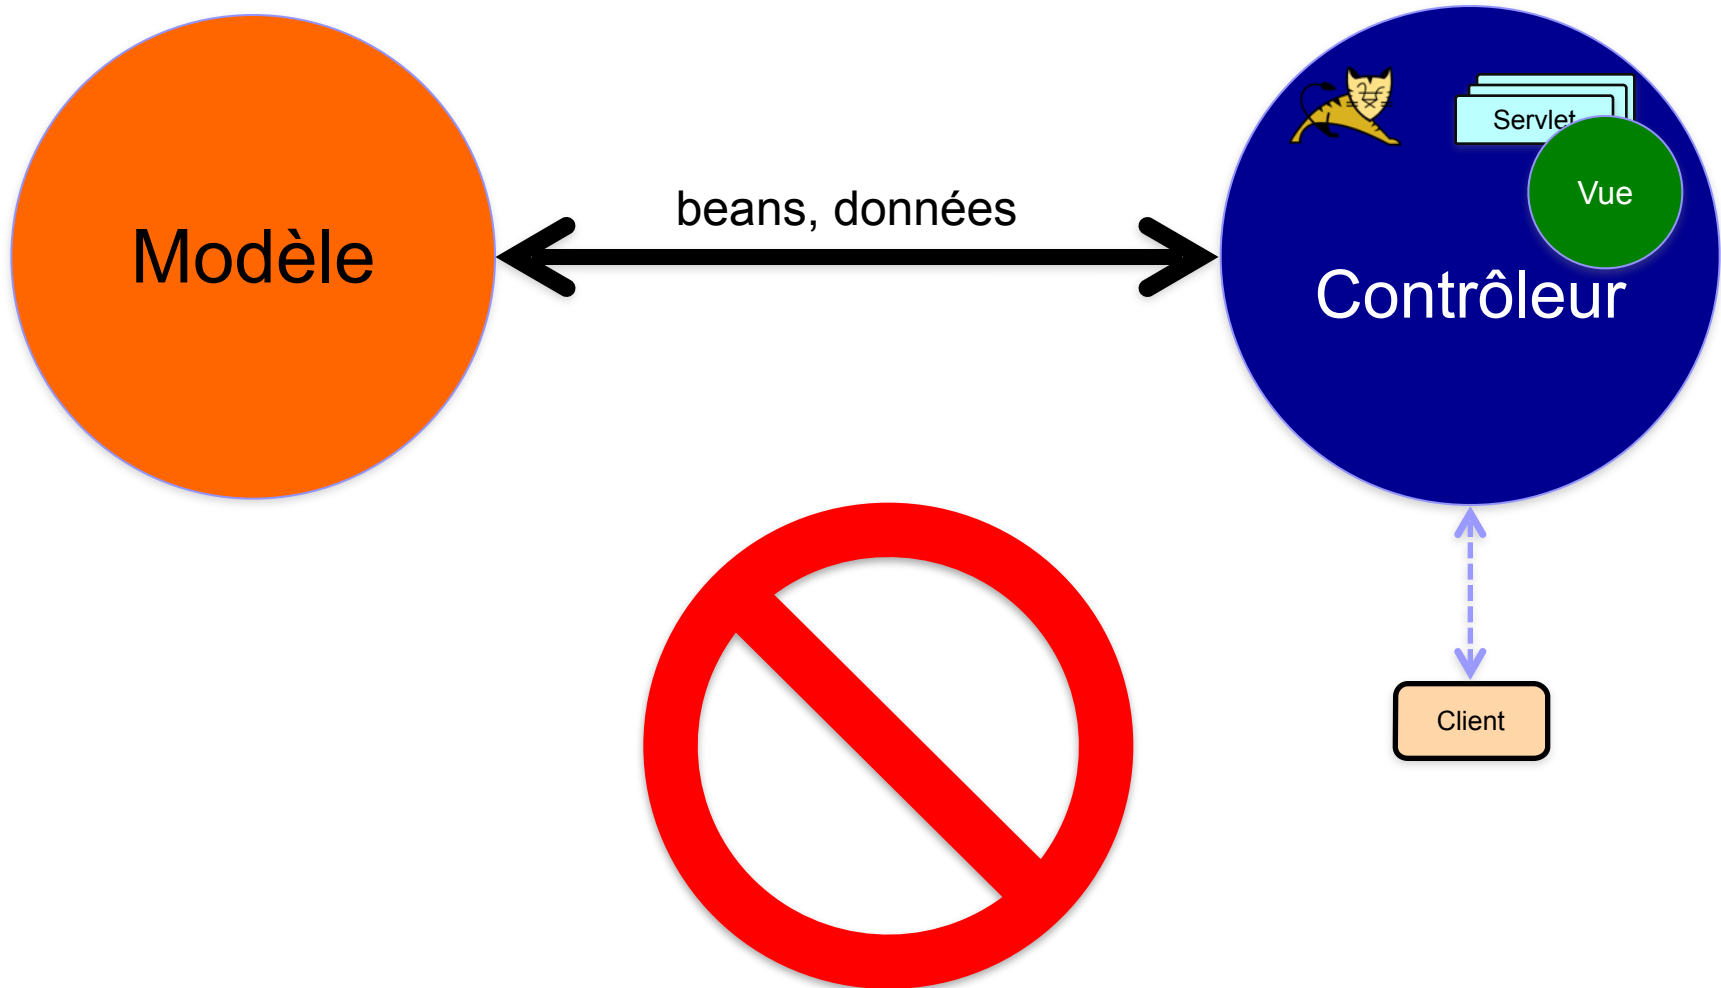 Modèle
beans, données
Servlet
Vue
Contrôleur
Client